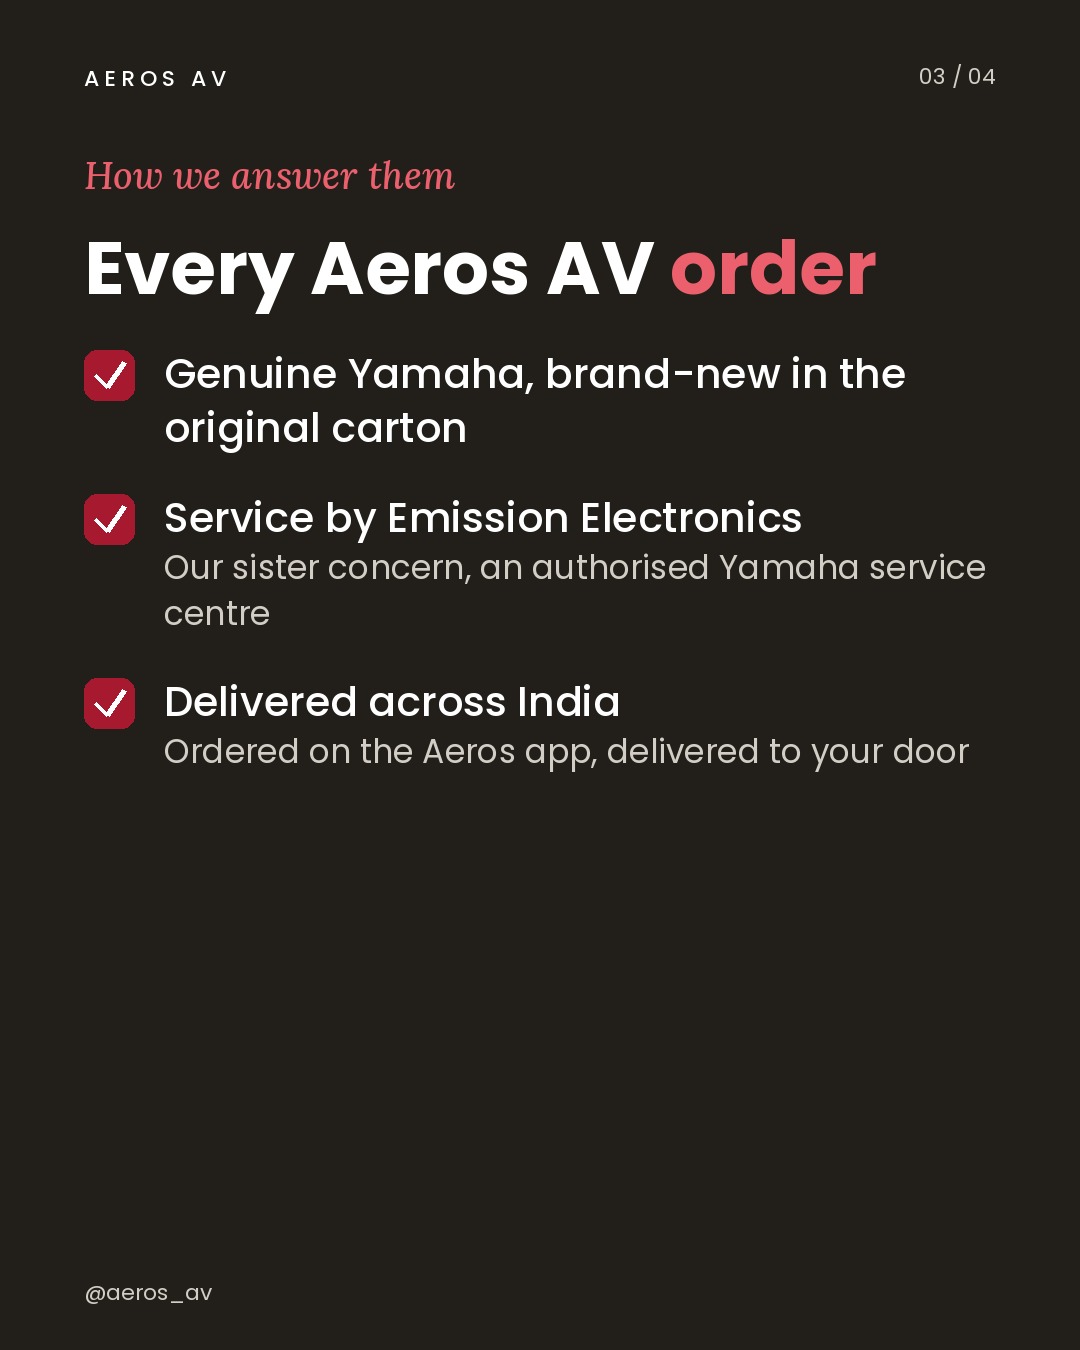 AEROS AV
03 / 04
How we answer them
Every Aeros AV order
Genuine Yamaha, brand-new in the
original carton
Service by Emission Electronics
Our sister concern, an authorised Yamaha service
centre
Delivered across India
Ordered on the Aeros app, delivered to your door
@aeros_av